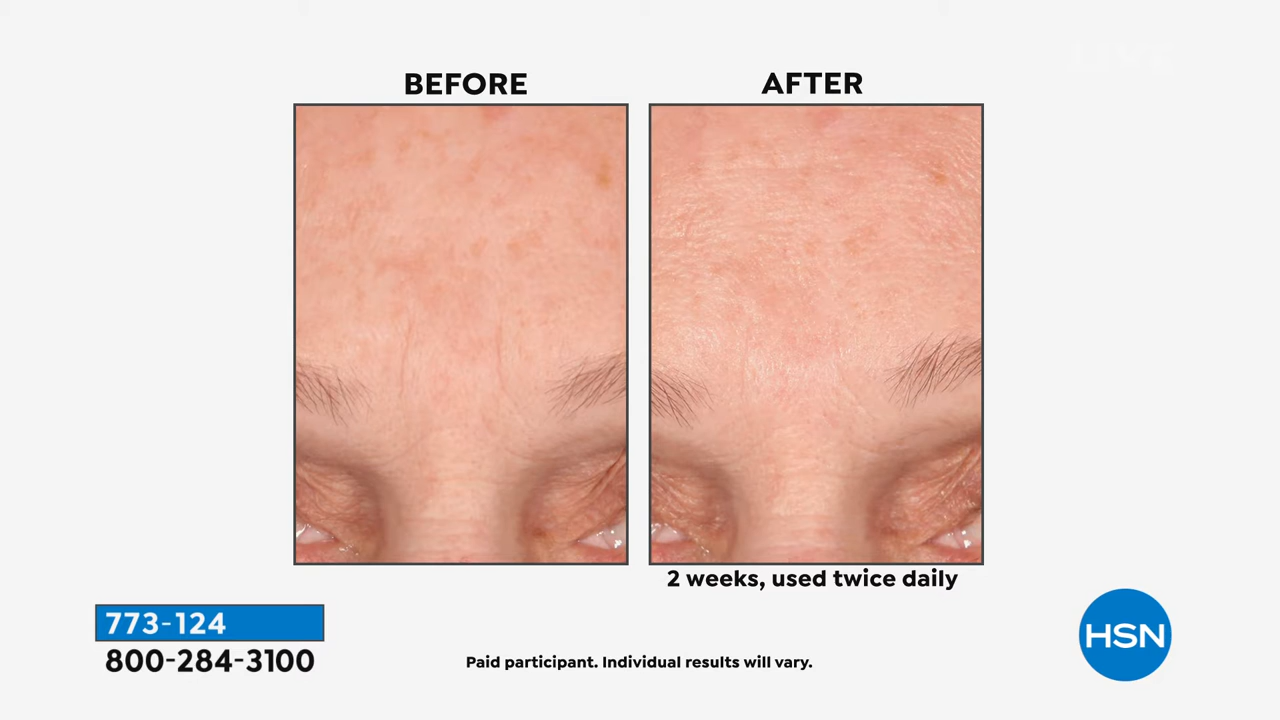 BEFORE
AFTER
2 weeks, used twice daily
773-124
800-284-3100
Paid participant. Individual results will vary.
HSN